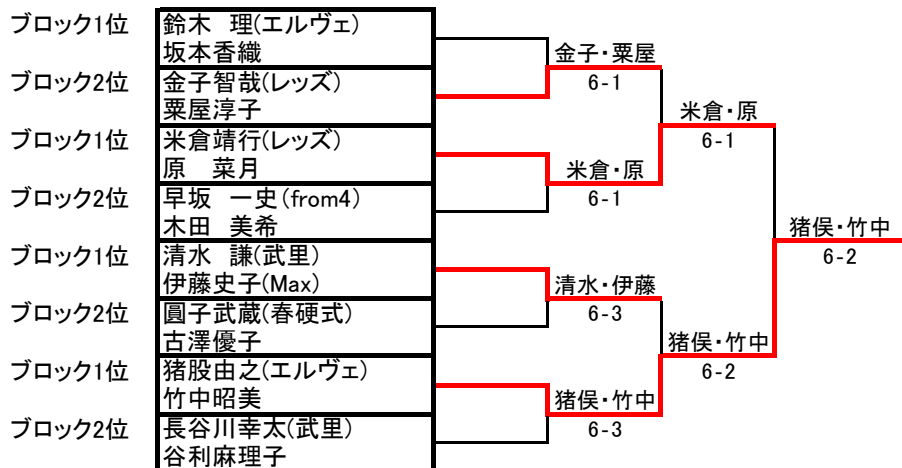 ブロック1位
鈴木　理(エルヴェ)
坂本香織
ブロック2位
金子智哉(レッズ)
粟屋淳子
ブロック1位
米倉靖行(レッズ)
原　菜月
ブロック2位
早坂　一史(from4)
木田　美希
ブロック1位
清水　謙(武里)
伊藤史子(Max)
ブロック2位
圓子武蔵(春硬式)
古澤優子
ブロック1位
猪股由之(エルヴェ)
竹中昭美
ブロック2位
長谷川幸太(武里)
谷利麻理子
金子・粟屋
6-1
米倉・原
6-1
清水・伊藤
6-3
猪俣・竹中
6-3
米倉・原
6-1
猪俣・竹中
6-2
猪俣・竹中
6-2